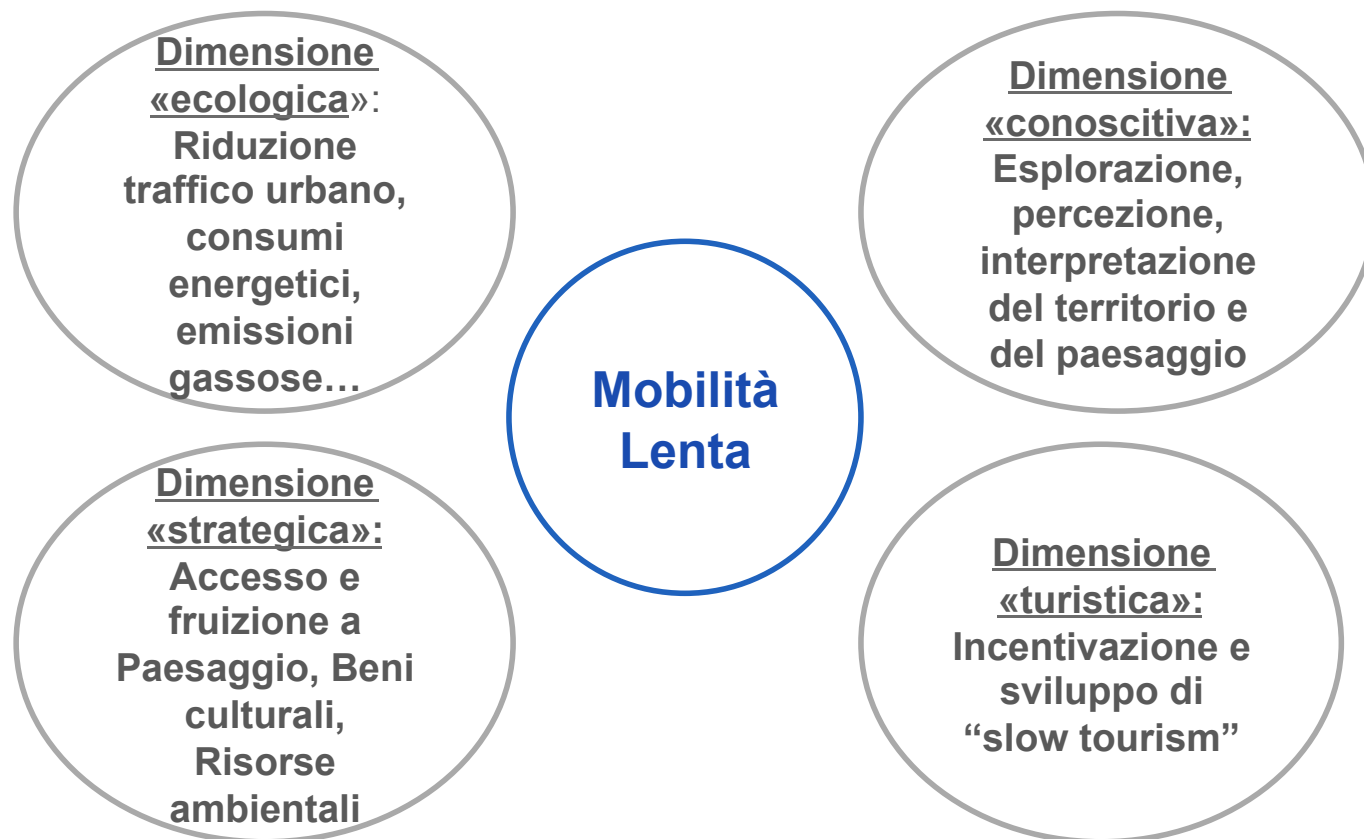 Dimensione
«ecologica»:
Riduzione
traffico urbano,
consumi
energetici,
emissioni
gassose…
Dimensione
«conoscitiva»:
Esplorazione,
percezione,
interpretazione
del territorio e
del paesaggio
Mobilità
Lenta
Dimensione
«strategica»:
Accesso e
fruizione a
Paesaggio, Beni
culturali,
Risorse
ambientali
Dimensione
«turistica»:
Incentivazione e
sviluppo di
“slow tourism”